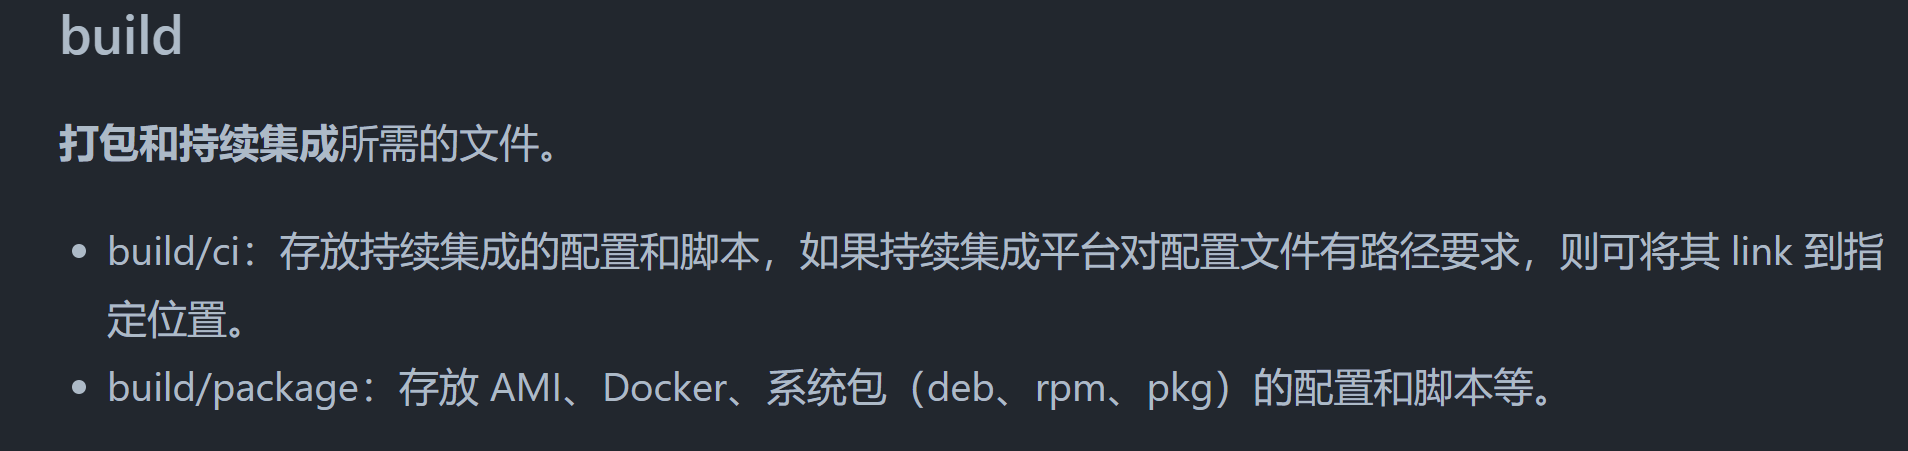 build
打包和持续集成所需的文件。
• build/ci：存放持续集成的配置和脚本，如果持续集成平台对配置文件有路径要求，则可将其 link 到指
定位置。
• build/package：存放 AMI、Docker、系统包（deb、rpm、pkg）的配置和脚本等。